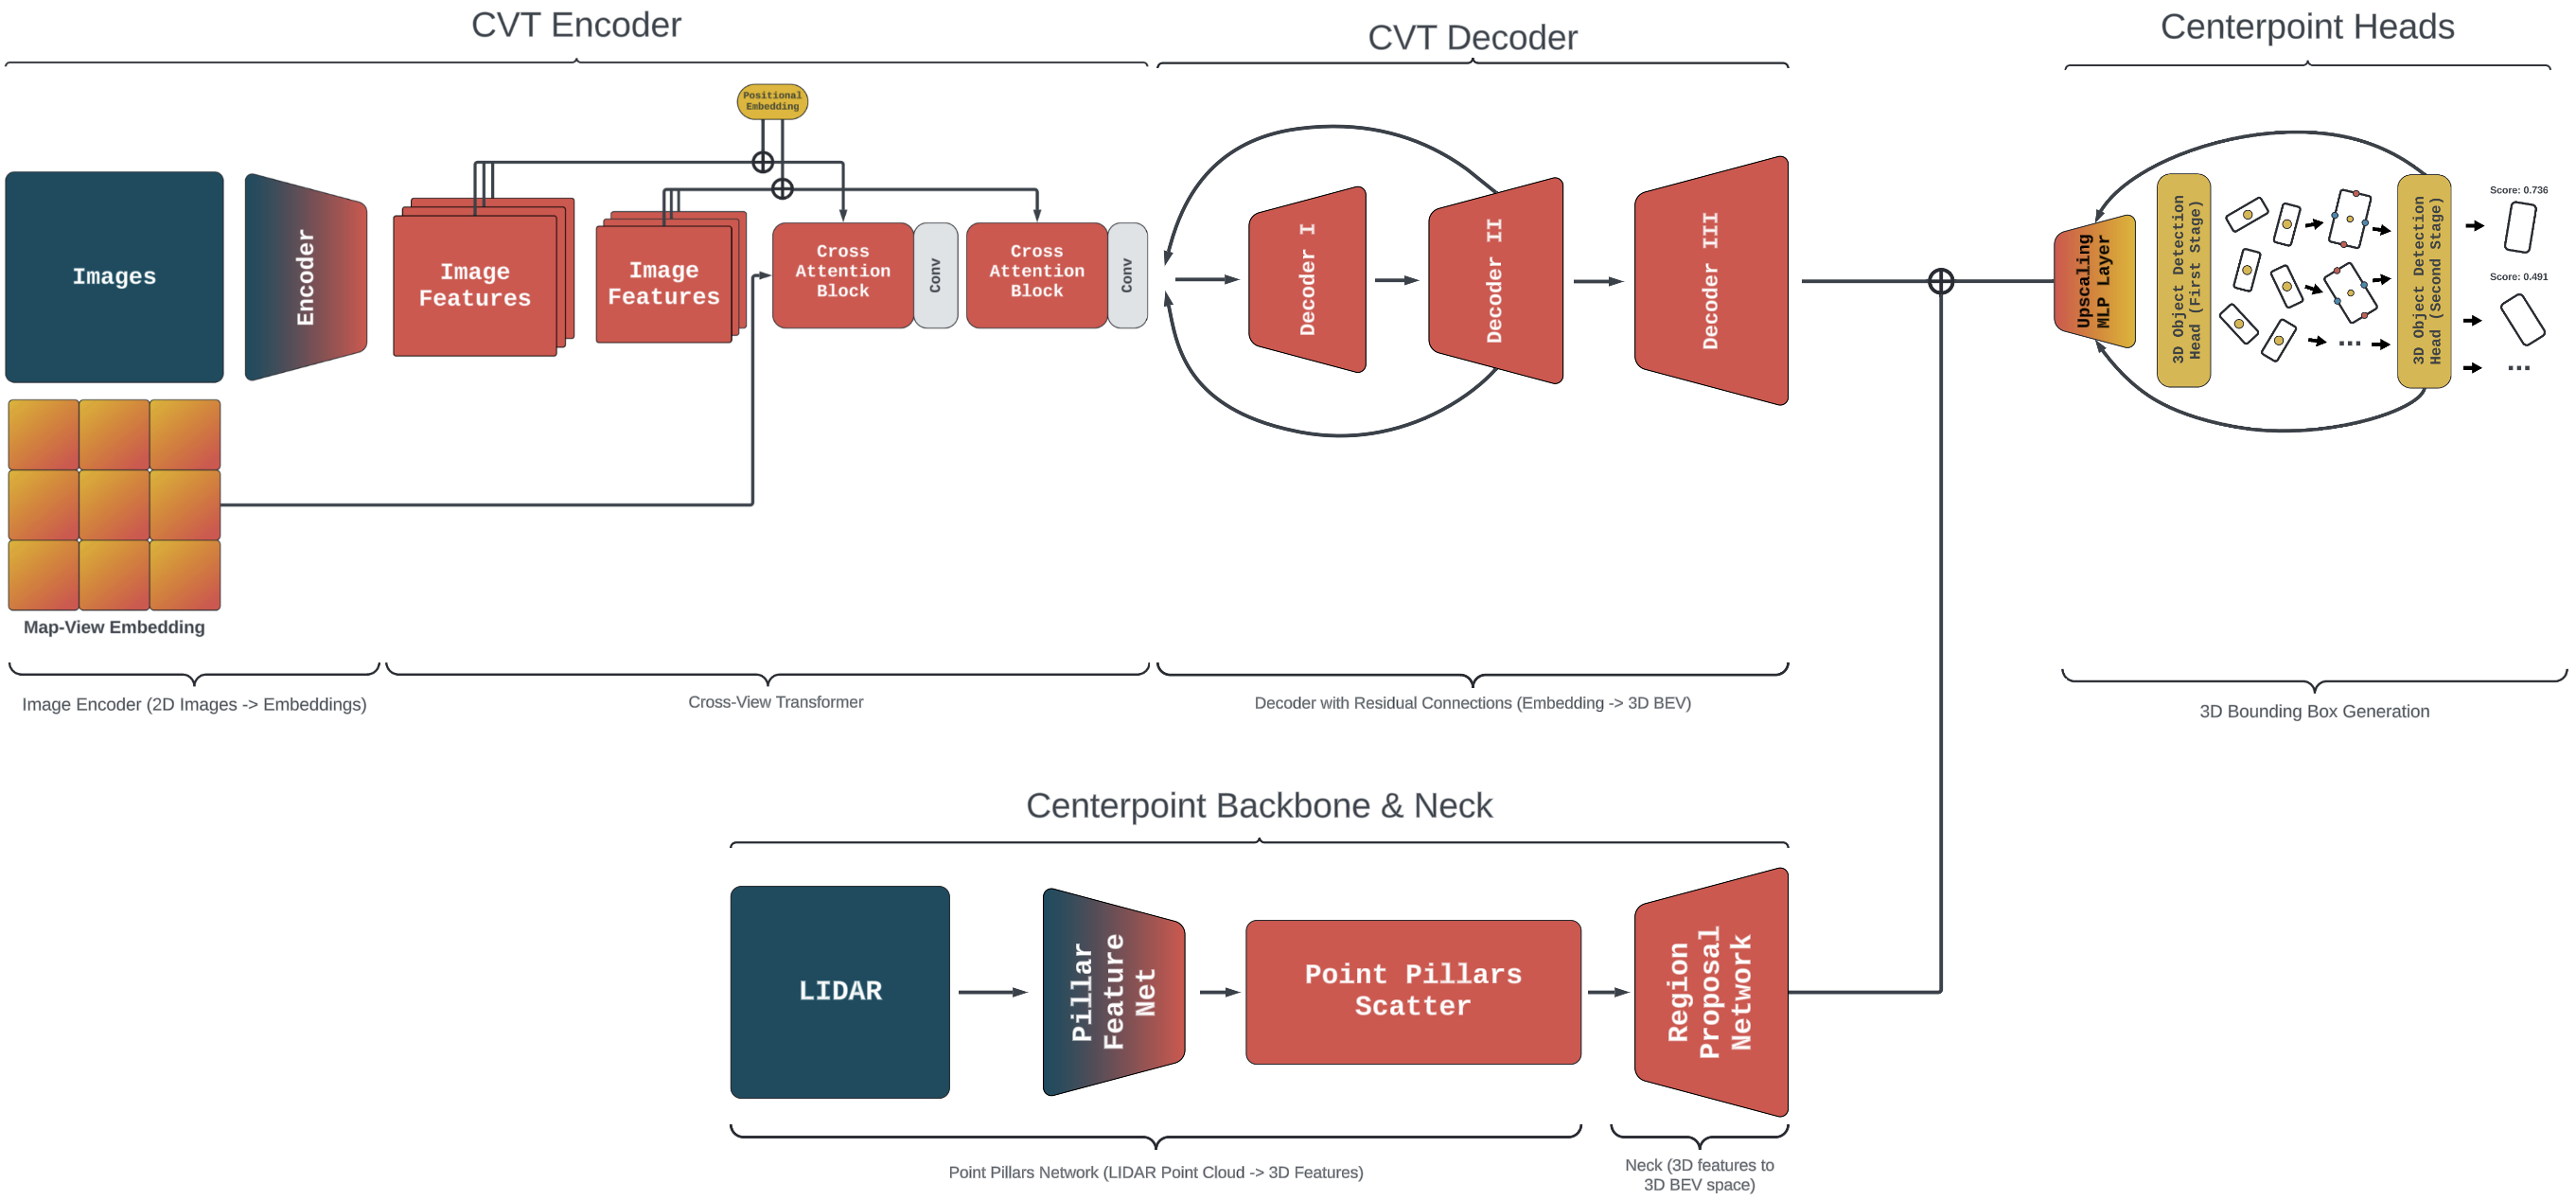 CVT Encoder
CVT Decoder
Centerpoint Heads
Positional
Embedding
Images
Encoder
Image
Features
Image
Features
Cross
Attention
Block
Conv
Cross
Attention
Block
Conv
Decoder I
Decoder II
Decoder III
Upscaling
MLP Layer
3D Object Detection
Head (First Stage)
...
3D Object Detection
Head (Second Stage)
Score: 0.736
Score: 0.491
...
Map-View Embedding
Image Encoder (2D Images -> Embeddings)
Cross-View Transformer
Decoder with Residual Connections (Embedding -> 3D BEV)
3D Bounding Box Generation
Centerpoint Backbone & Neck
LIDAR
Pillar
Feature
Net
Point Pillars
Scatter
Region
Proposal
Network
Point Pillars Network (LIDAR Point Cloud -> 3D Features)
Neck (3D features to
3D BEV space)